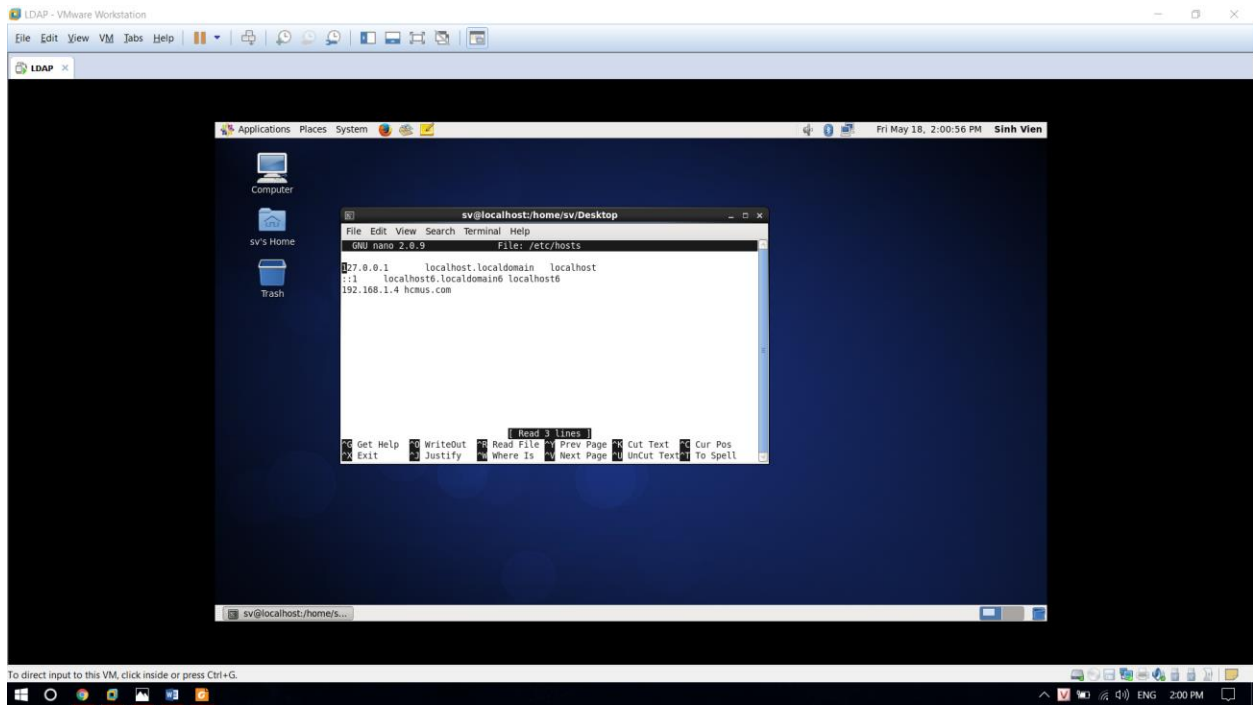 LDAP - VMware Workstation
File Edit View VM Tabs Help
LDAP
Applications Places System Fri May 18, 2:00:56 PM Sinh Vien
Computer
sv's Home
Trash
sv@localhost:/home/sv/Desktop
File Edit View Search Terminal Help
GNU nano 2.0.9 File: /etc/hosts
127.0.0.1 localhost.localdomain localhost
::1 localhost6.localdomain6 localhost6
192.168.1.4 hcmus.com
[ Read 3 lines ]
^G Get Help ^O WriteOut ^R Read File ^Y Prev Page ^K Cut Text ^C Cur Pos
^X Exit ^J Justify ^W Where Is ^V Next Page ^U UnCut Text ^T To Spell
sv@localhost:/home/s...
To direct input to this VM, click inside or press Ctrl+G.
ENG 2:00 PM